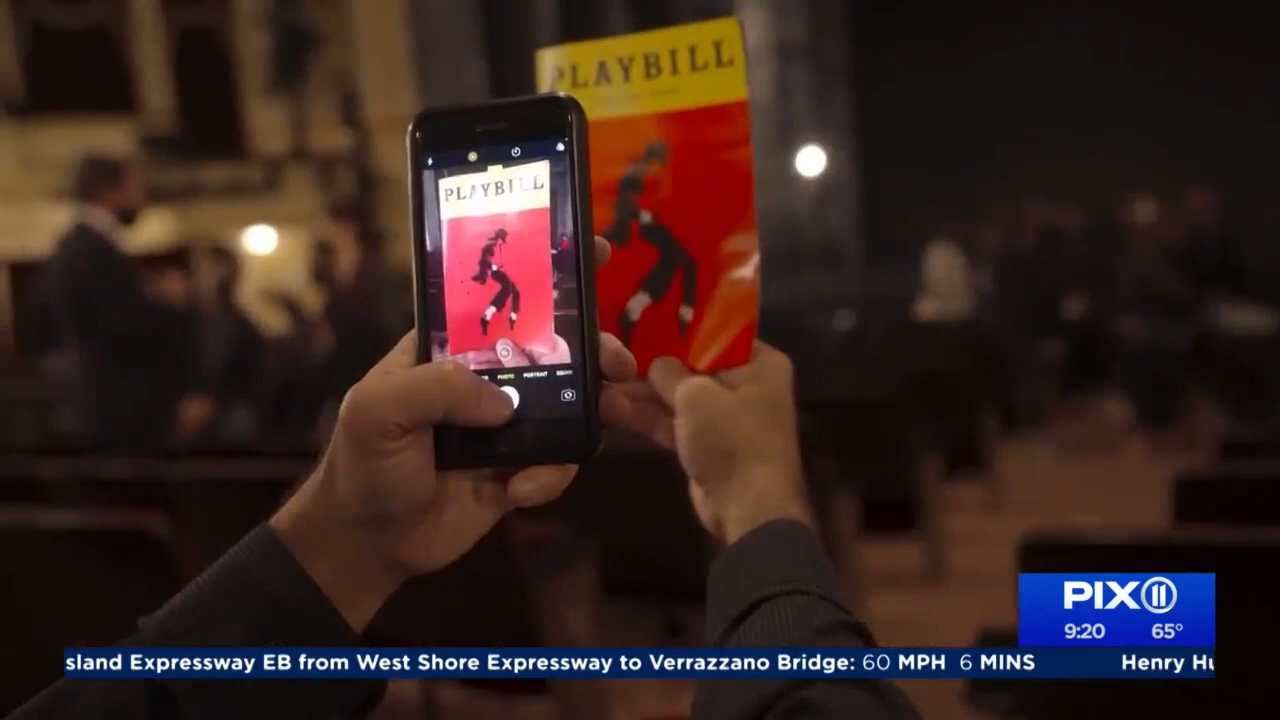 PLAYBILL
PLAYBILL
PHOTO PORTRAIT
PIX11
9:20 65°
sland Expressway EB from West Shore Expressway to Verrazzano Bridge: 60 MPH 6 MINS Henry Hu